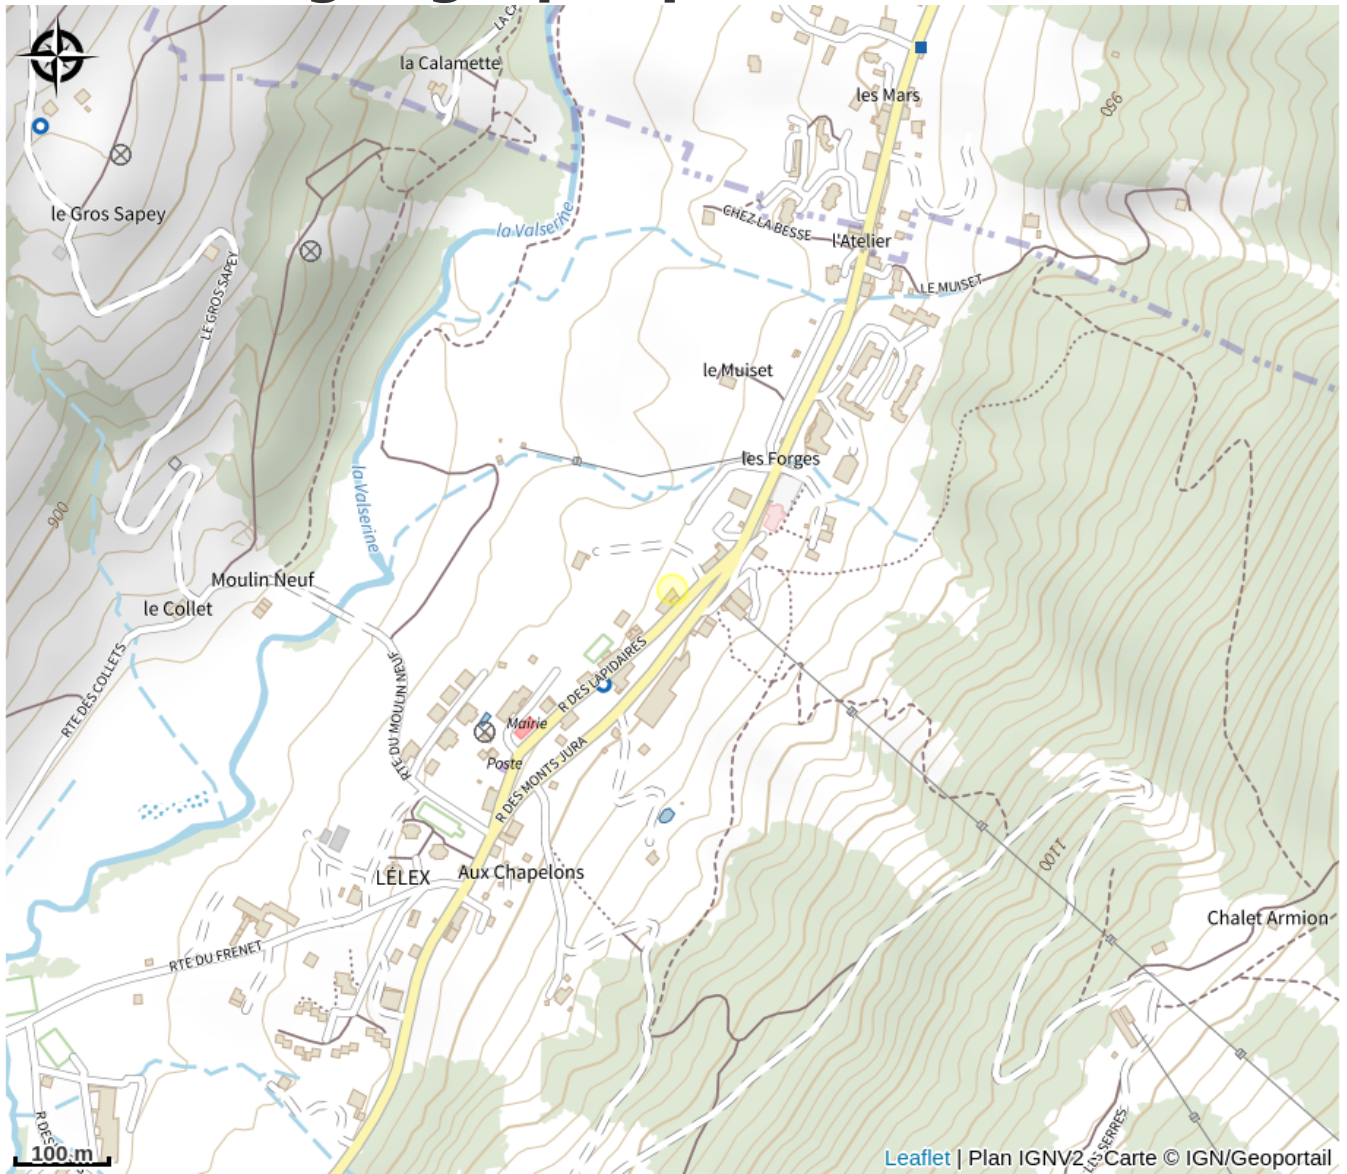 la Calamette
les Mars
950
le Gros Sapey
la Valserine
CHEZ LA BESSE
l'Atelier
LE MUISET
LE GROS SAPEY
le Muiset
les Forges
la Valserine
900
Moulin Neuf
le Collet
RTE DES COLLETS
RTE DU MOULIN NEUF
R DES LAPIDAIRES
Mairie
Poste
R DES MONTS JURA
1100
LÉLEX
Aux Chapelons
Chalet Armion
RTE DU FRENET
100 m
Leaflet | Plan IGNV2 - Carte © IGN/Geoportail